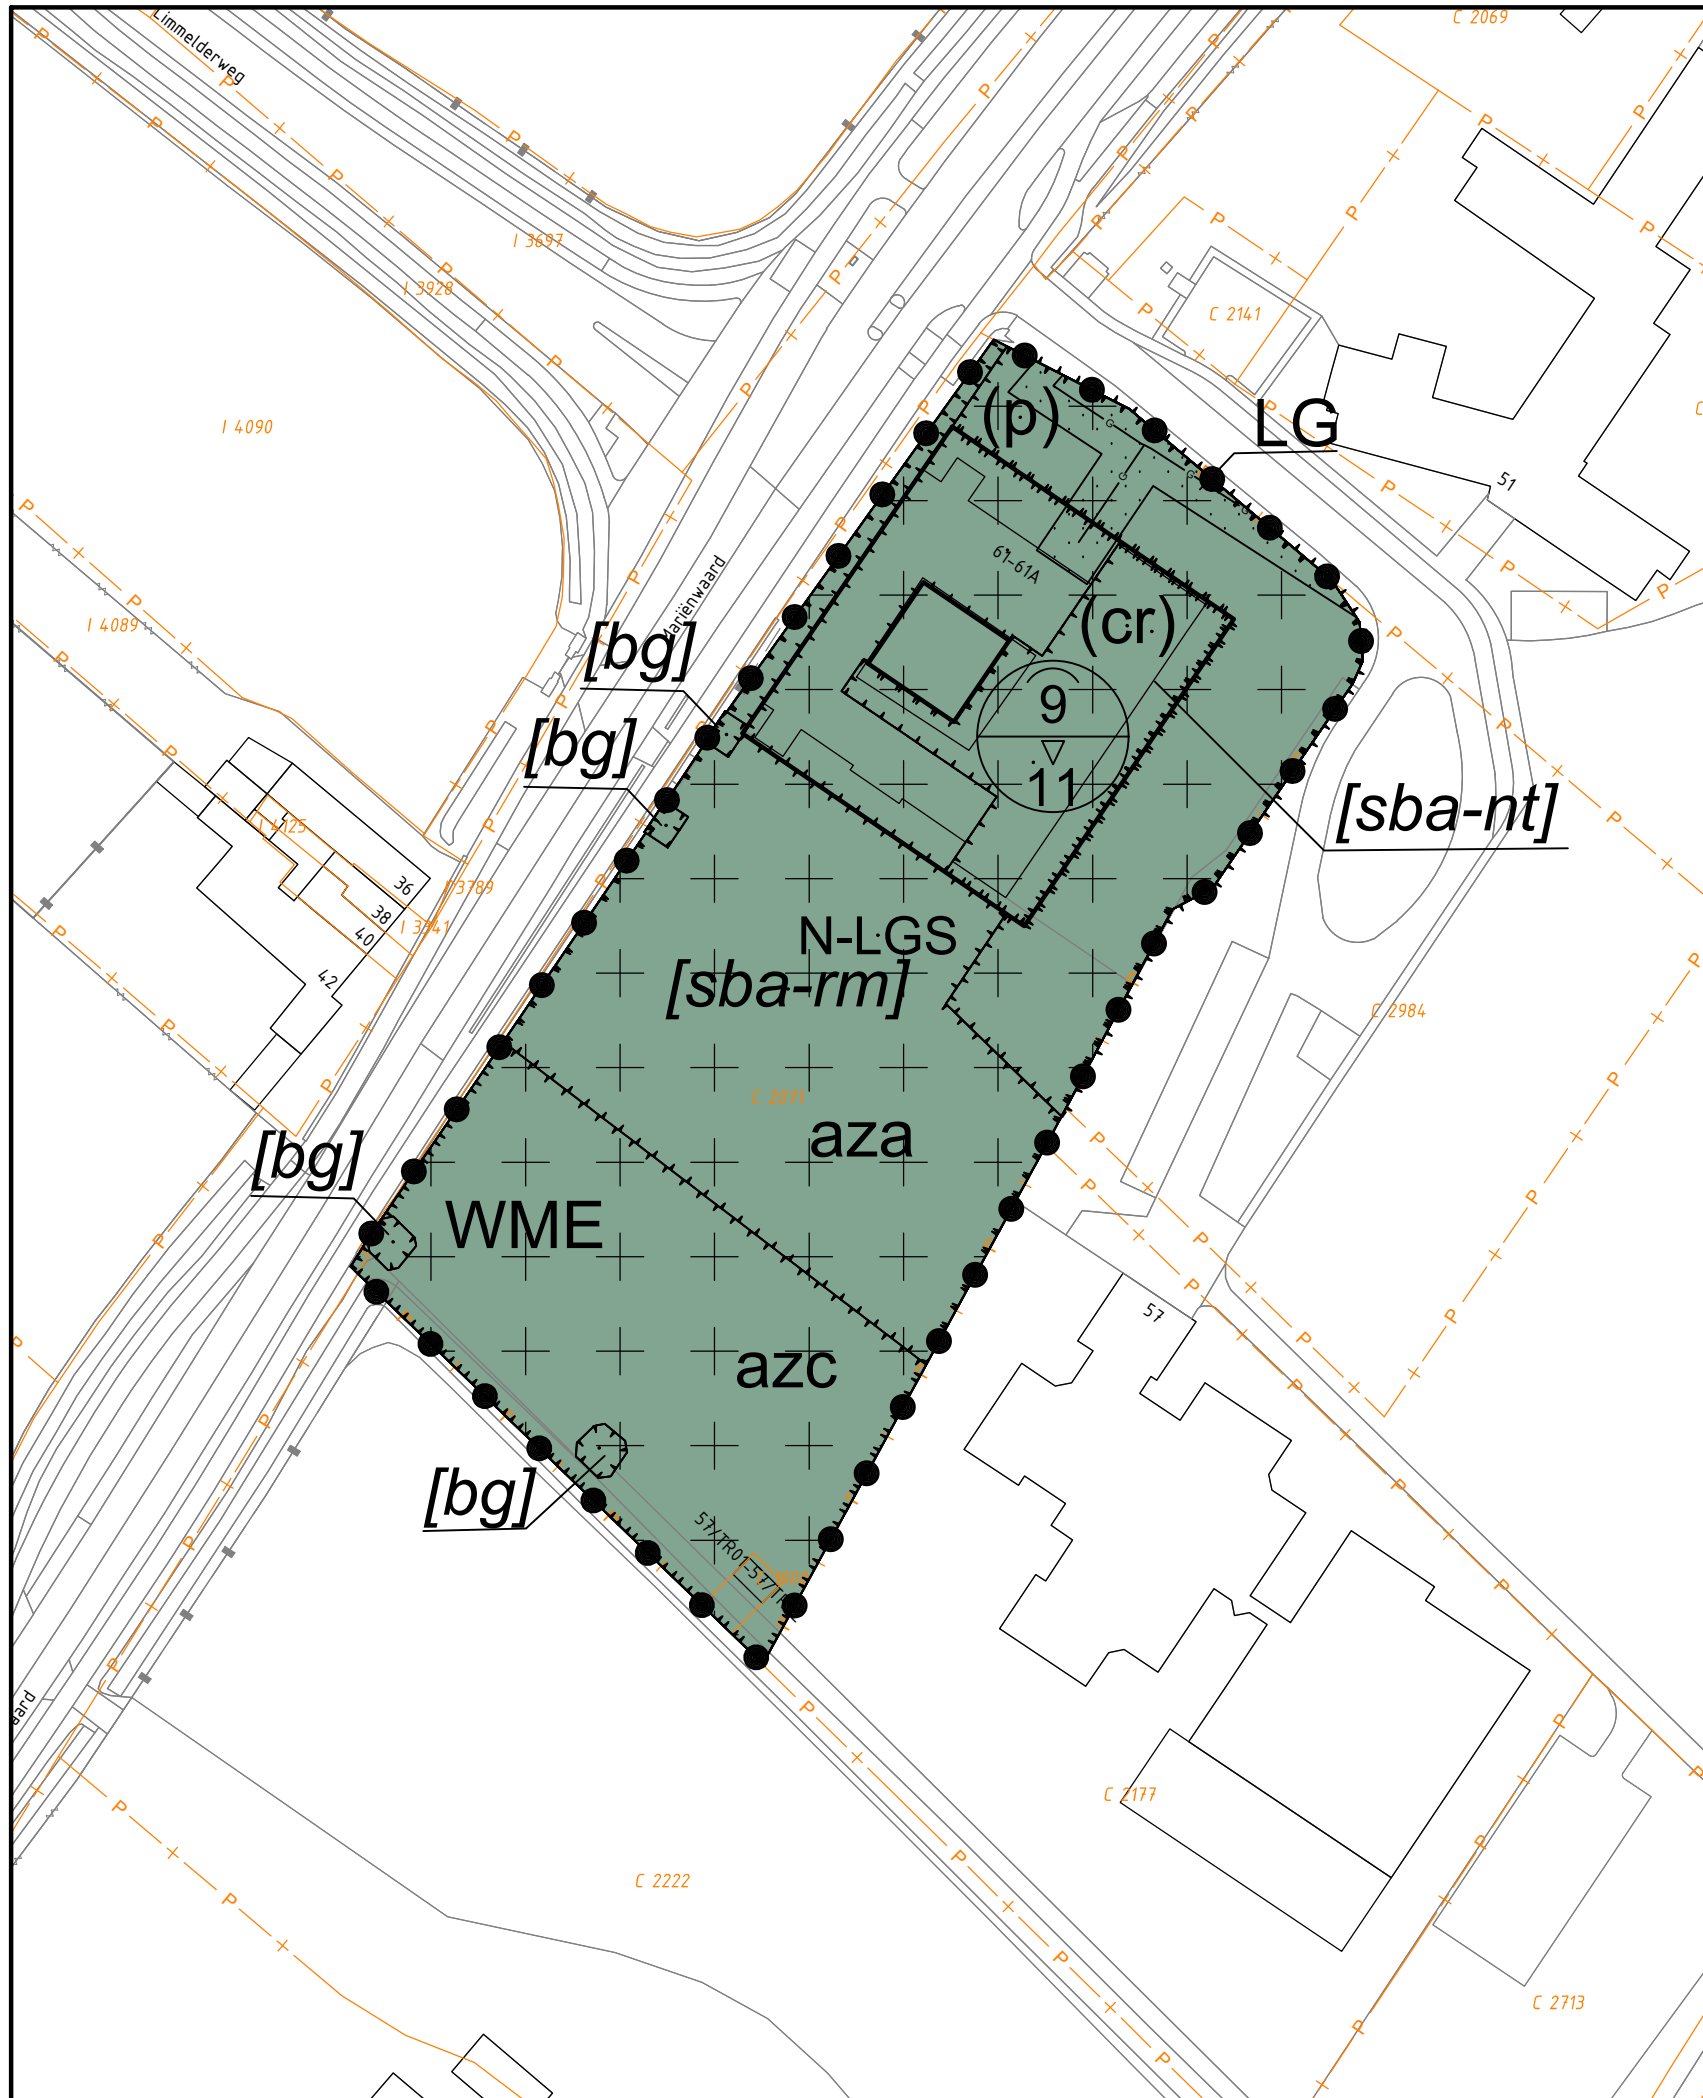 C 2069
Limmelderweg
I 3697
I 3928
C 2141
I 4090
(p)
LG
51
61-61A
Mariënwaard
I 4089
(cr)
[bg]
9
[bg]
11
[sba-nt]
I 4125
36
I 3789
38
I 3341
40
N-LGS
42
[sba-rm]
C 2984
C 2071
aza
[bg]
WME
57
azc
[bg]
C 2177
C 2222
C 2713